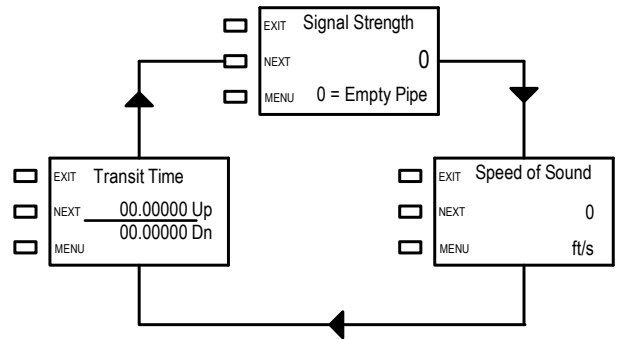 EXIT Signal Strength
NEXT 0
MENU 0 = Empty Pipe
EXIT Transit Time
NEXT 00.00000 Up
00.00000 Dn
MENU
EXIT Speed of Sound
NEXT 0
MENU ft/s